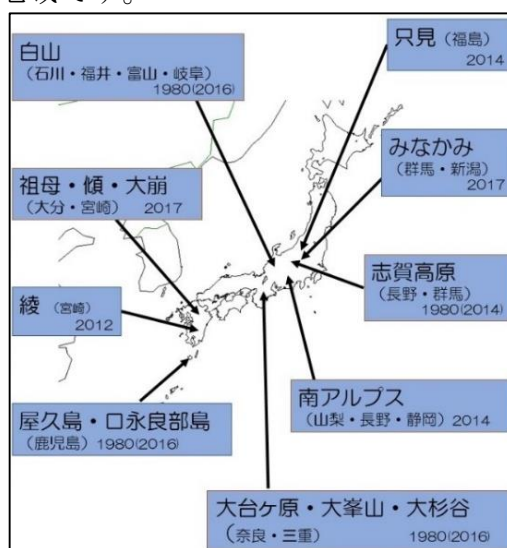 白山
（石川・福井・富山・岐阜）
1980(2016)
只見（福島）
2014
みなかみ
（群馬・新潟）
2017
祖母・傾・大崩
（大分・宮崎） 2017
志賀高原
（長野・群馬）
1980(2014)
綾（宮崎）
2012
南アルプス
（山梨・長野・静岡）2014
屋久島・口永良部島
（鹿児島）1980(2016)
大台ヶ原・大峯山・大杉谷
（奈良・三重） 1980(2016)